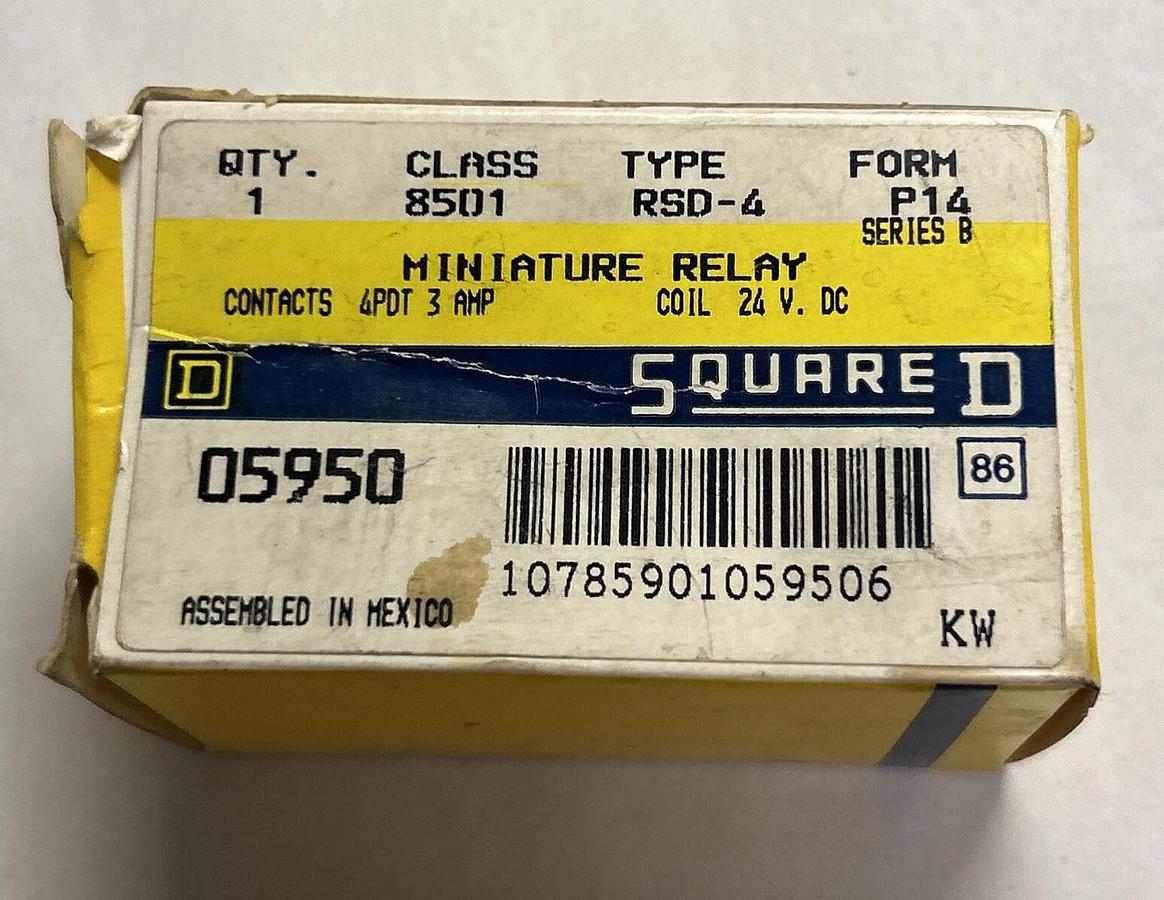 QTY. CLASS TYPE FORM
1 8501 RSD-4 P14
SERIES B
MINIATURE RELAY
CONTACTS 4PDT 3 AMP COIL 24 V. DC
D SQUARE D
05950
86
10785901059506
ASSEMBLED IN MEXICO
KW